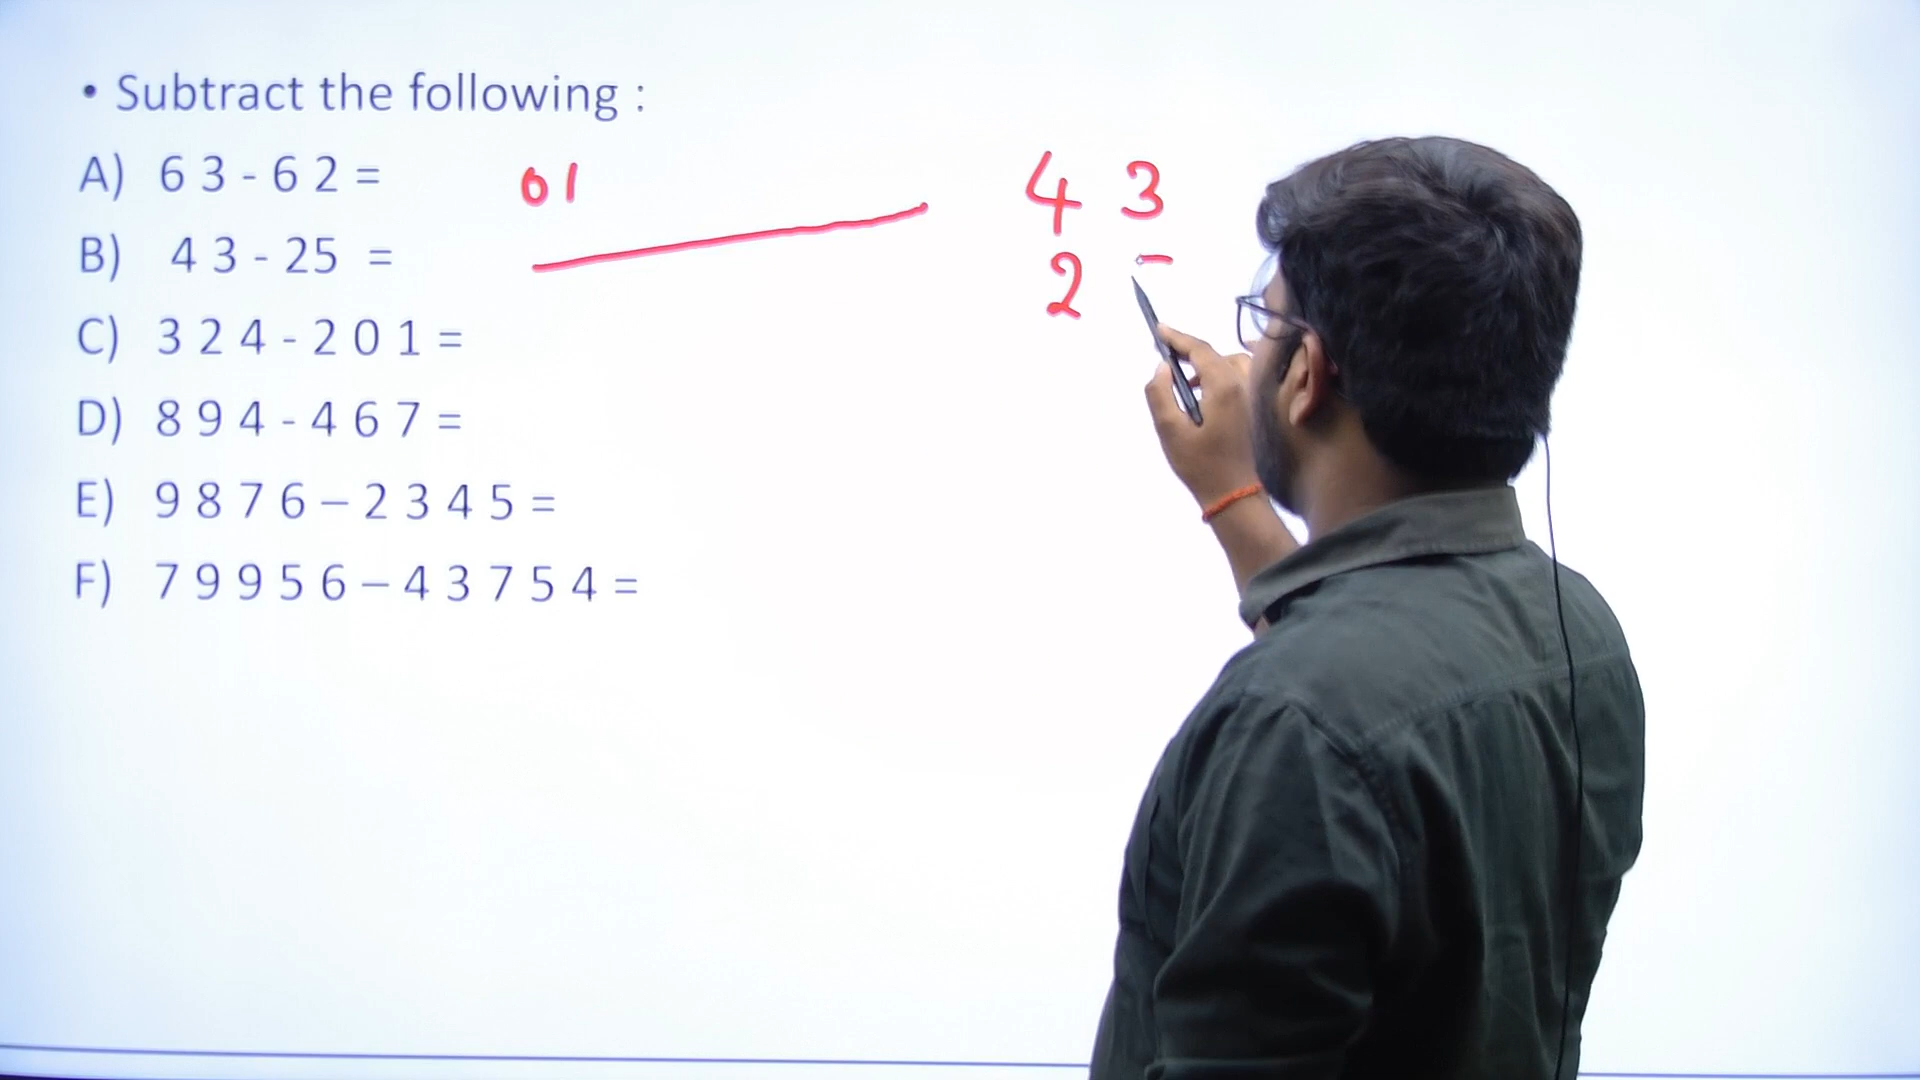 • Subtract the following :
A) 6 3 - 6 2 = 01
B) 4 3 - 25 =
C) 3 2 4 - 2 0 1 =
D) 8 9 4 - 4 6 7 =
E) 9 8 7 6 – 2 3 4 5 =
F) 7 9 9 5 6 – 4 3 7 5 4 =
4 3
2